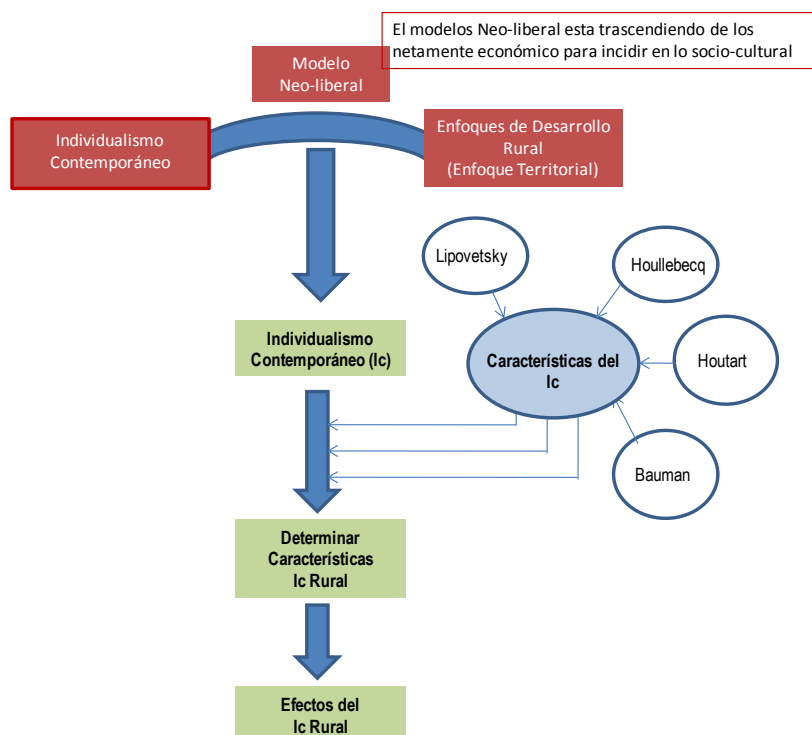 El modelos Neo-liberal esta trascendiendo de los
netamente económico para incidir en lo socio-cultural
Modelo
Neo-liberal
Individualismo
Contemporáneo
Enfoques de Desarrollo
Rural
(Enfoque Territorial)
Lipovetsky
Houllebecq
Individualismo
Contemporáneo (Ic)
Característícas del
Ic
Houtart
Bauman
Determinar
Características
Ic Rural
Efectos del
Ic Rural